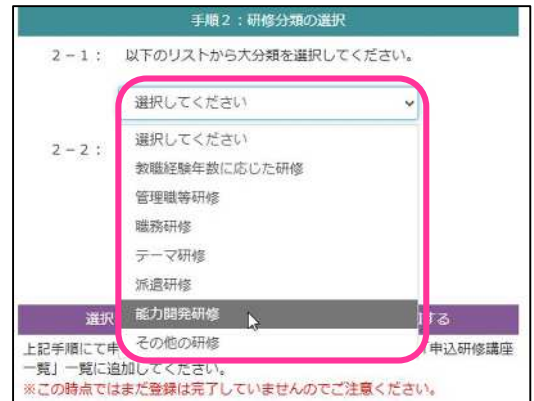 手順2：研修分類の選択
2－1： 以下のリストから大分類を選択してください。
選択してください
選択してください
2－2：
教職経験年数に応じた研修
管理職等研修
職務研修
テーマ研修
派遣研修
能力開発研修
選択 する
その他の研修
上記手順にて申 申込研修講座
一覧」一覧に追加してください。
※この時点ではまだ登録は完了していませんのでご注意ください。